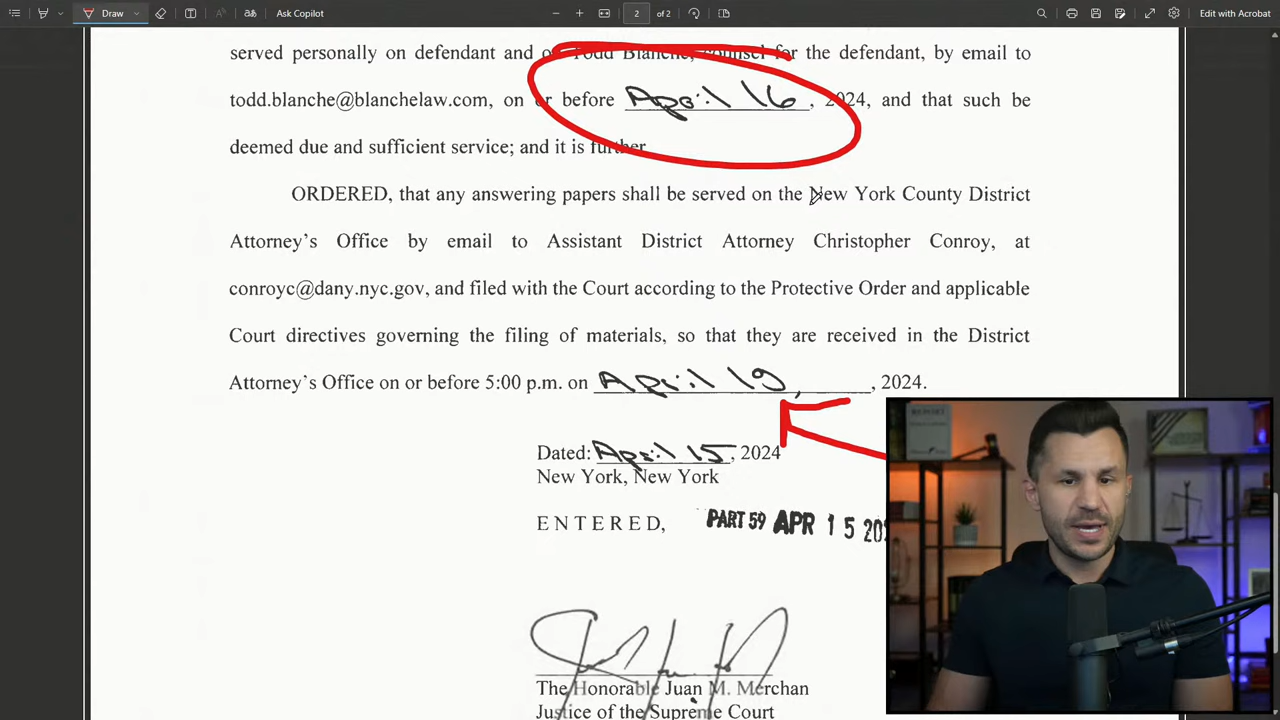 Draw
Ask Copilot
2
of 2
Edit with Acrobat
served personally on defendant and on Todd Blanche, counsel for the defendant, by email to
todd.blanche@blanchelaw.com, on or before April 16, 2024, and that such be
deemed due and sufficient service; and it is further
ORDERED, that any answering papers shall be served on the New York County District
Attorney's Office by email to Assistant District Attorney Christopher Conroy, at
conroyc@dany.nyc.gov, and filed with the Court according to the Protective Order and applicable
Court directives governing the filing of materials, so that they are received in the District
Attorney's Office on or before 5:00 p.m. on April 19, , 2024.
Dated: April 15, 2024
New York, New York
ENTERED,
PART 59 APR 15 202
The Honorable Juan M. Merchan
Justice of the Supreme Court